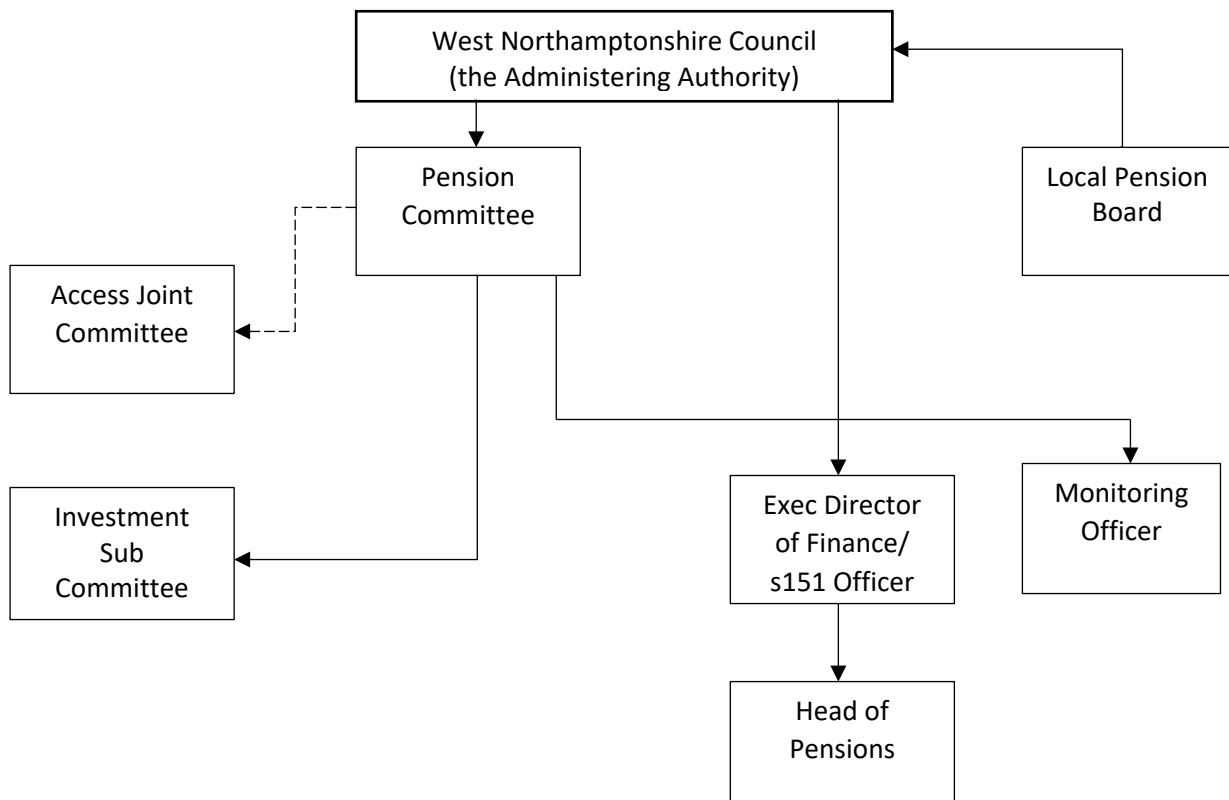 West Northamptonshire Council
(the Administering Authority)
Pension
Committee
Local Pension
Board
Access Joint
Committee
Investment
Sub
Committee
Exec Director
of Finance/
s151 Officer
Monitoring
Officer
Head of
Pensions